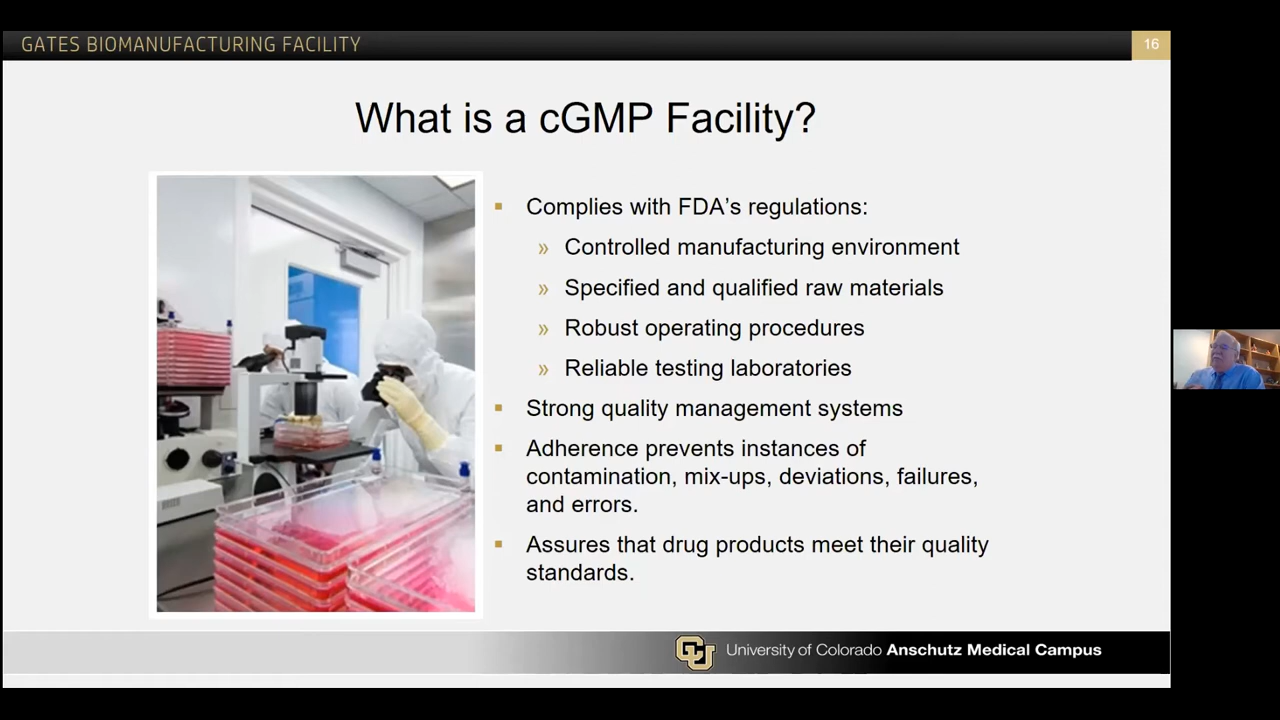 GATES BIOMANUFACTURING FACILITY
16
What is a cGMP Facility?
Complies with FDA's regulations:
» Controlled manufacturing environment
» Specified and qualified raw materials
» Robust operating procedures
» Reliable testing laboratories
Strong quality management systems
Adherence prevents instances of
contamination, mix-ups, deviations, failures,
and errors.
Assures that drug products meet their quality
standards.
CU University of Colorado Anschutz Medical Campus